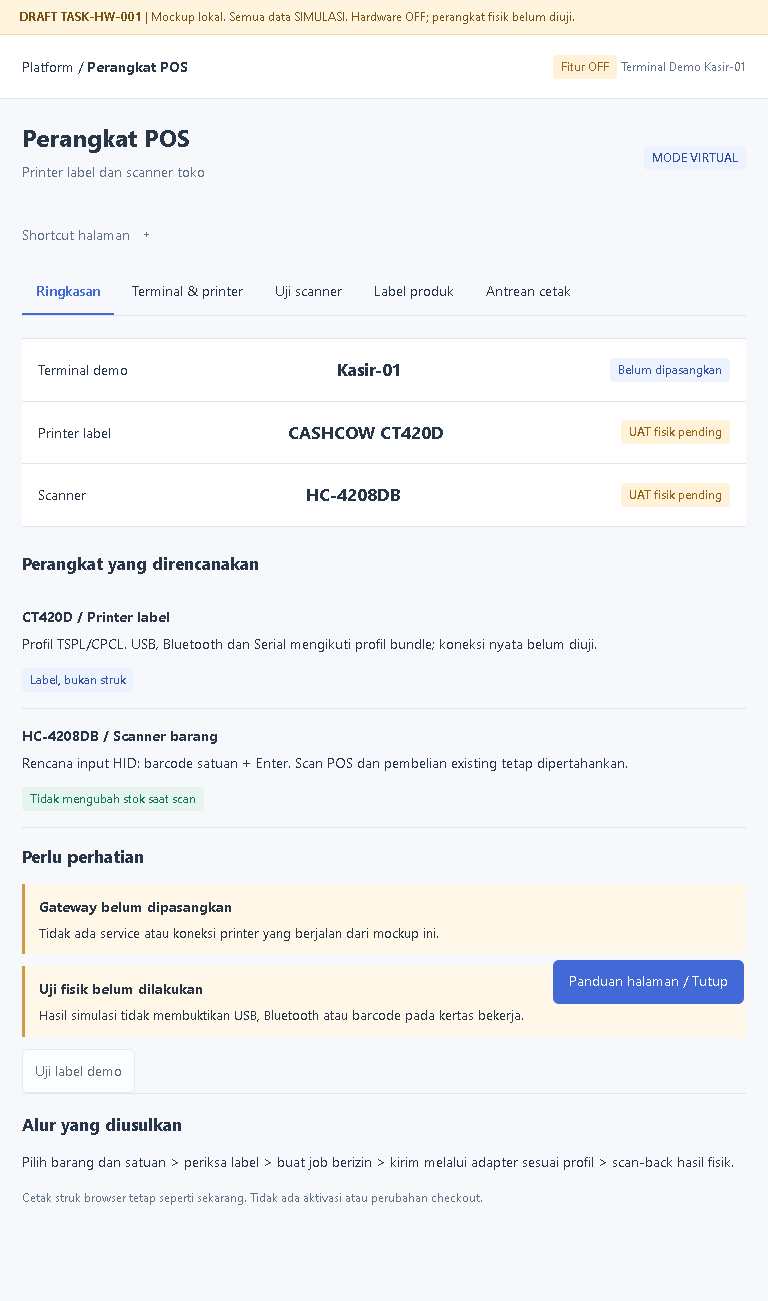 DRAFT TASK-HW-001 | Mockup lokal. Semua data SIMULASI. Hardware OFF; perangkat fisik belum diuji.
Platform / Perangkat POS
Fitur OFF Terminal Demo Kasir-01
Perangkat POS
Printer label dan scanner toko
MODE VIRTUAL
Shortcut halaman +
Ringkasan Terminal & printer Uji scanner Label produk Antrean cetak
Terminal demo Kasir-01 Belum dipasangkan
Printer label CASHCOW CT420D UAT fisik pending
Scanner HC-4208DB UAT fisik pending
Perangkat yang direncanakan
CT420D / Printer label
Profil TSPL/CPCL. USB, Bluetooth dan Serial mengikuti profil bundle; koneksi nyata belum diuji.
Label, bukan struk
HC-4208DB / Scanner barang
Rencana input HID: barcode satuan + Enter. Scan POS dan pembelian existing tetap dipertahankan.
Tidak mengubah stok saat scan
Perlu perhatian
Gateway belum dipasangkan
Tidak ada service atau koneksi printer yang berjalan dari mockup ini.
Uji fisik belum dilakukan
Hasil simulasi tidak membuktikan USB, Bluetooth atau barcode pada kertas bekerja.
Panduan halaman / Tutup
Uji label demo
Alur yang diusulkan
Pilih barang dan satuan > periksa label > buat job berizin > kirim melalui adapter sesuai profil > scan-back hasil fisik.
Cetak struk browser tetap seperti sekarang. Tidak ada aktivasi atau perubahan checkout.